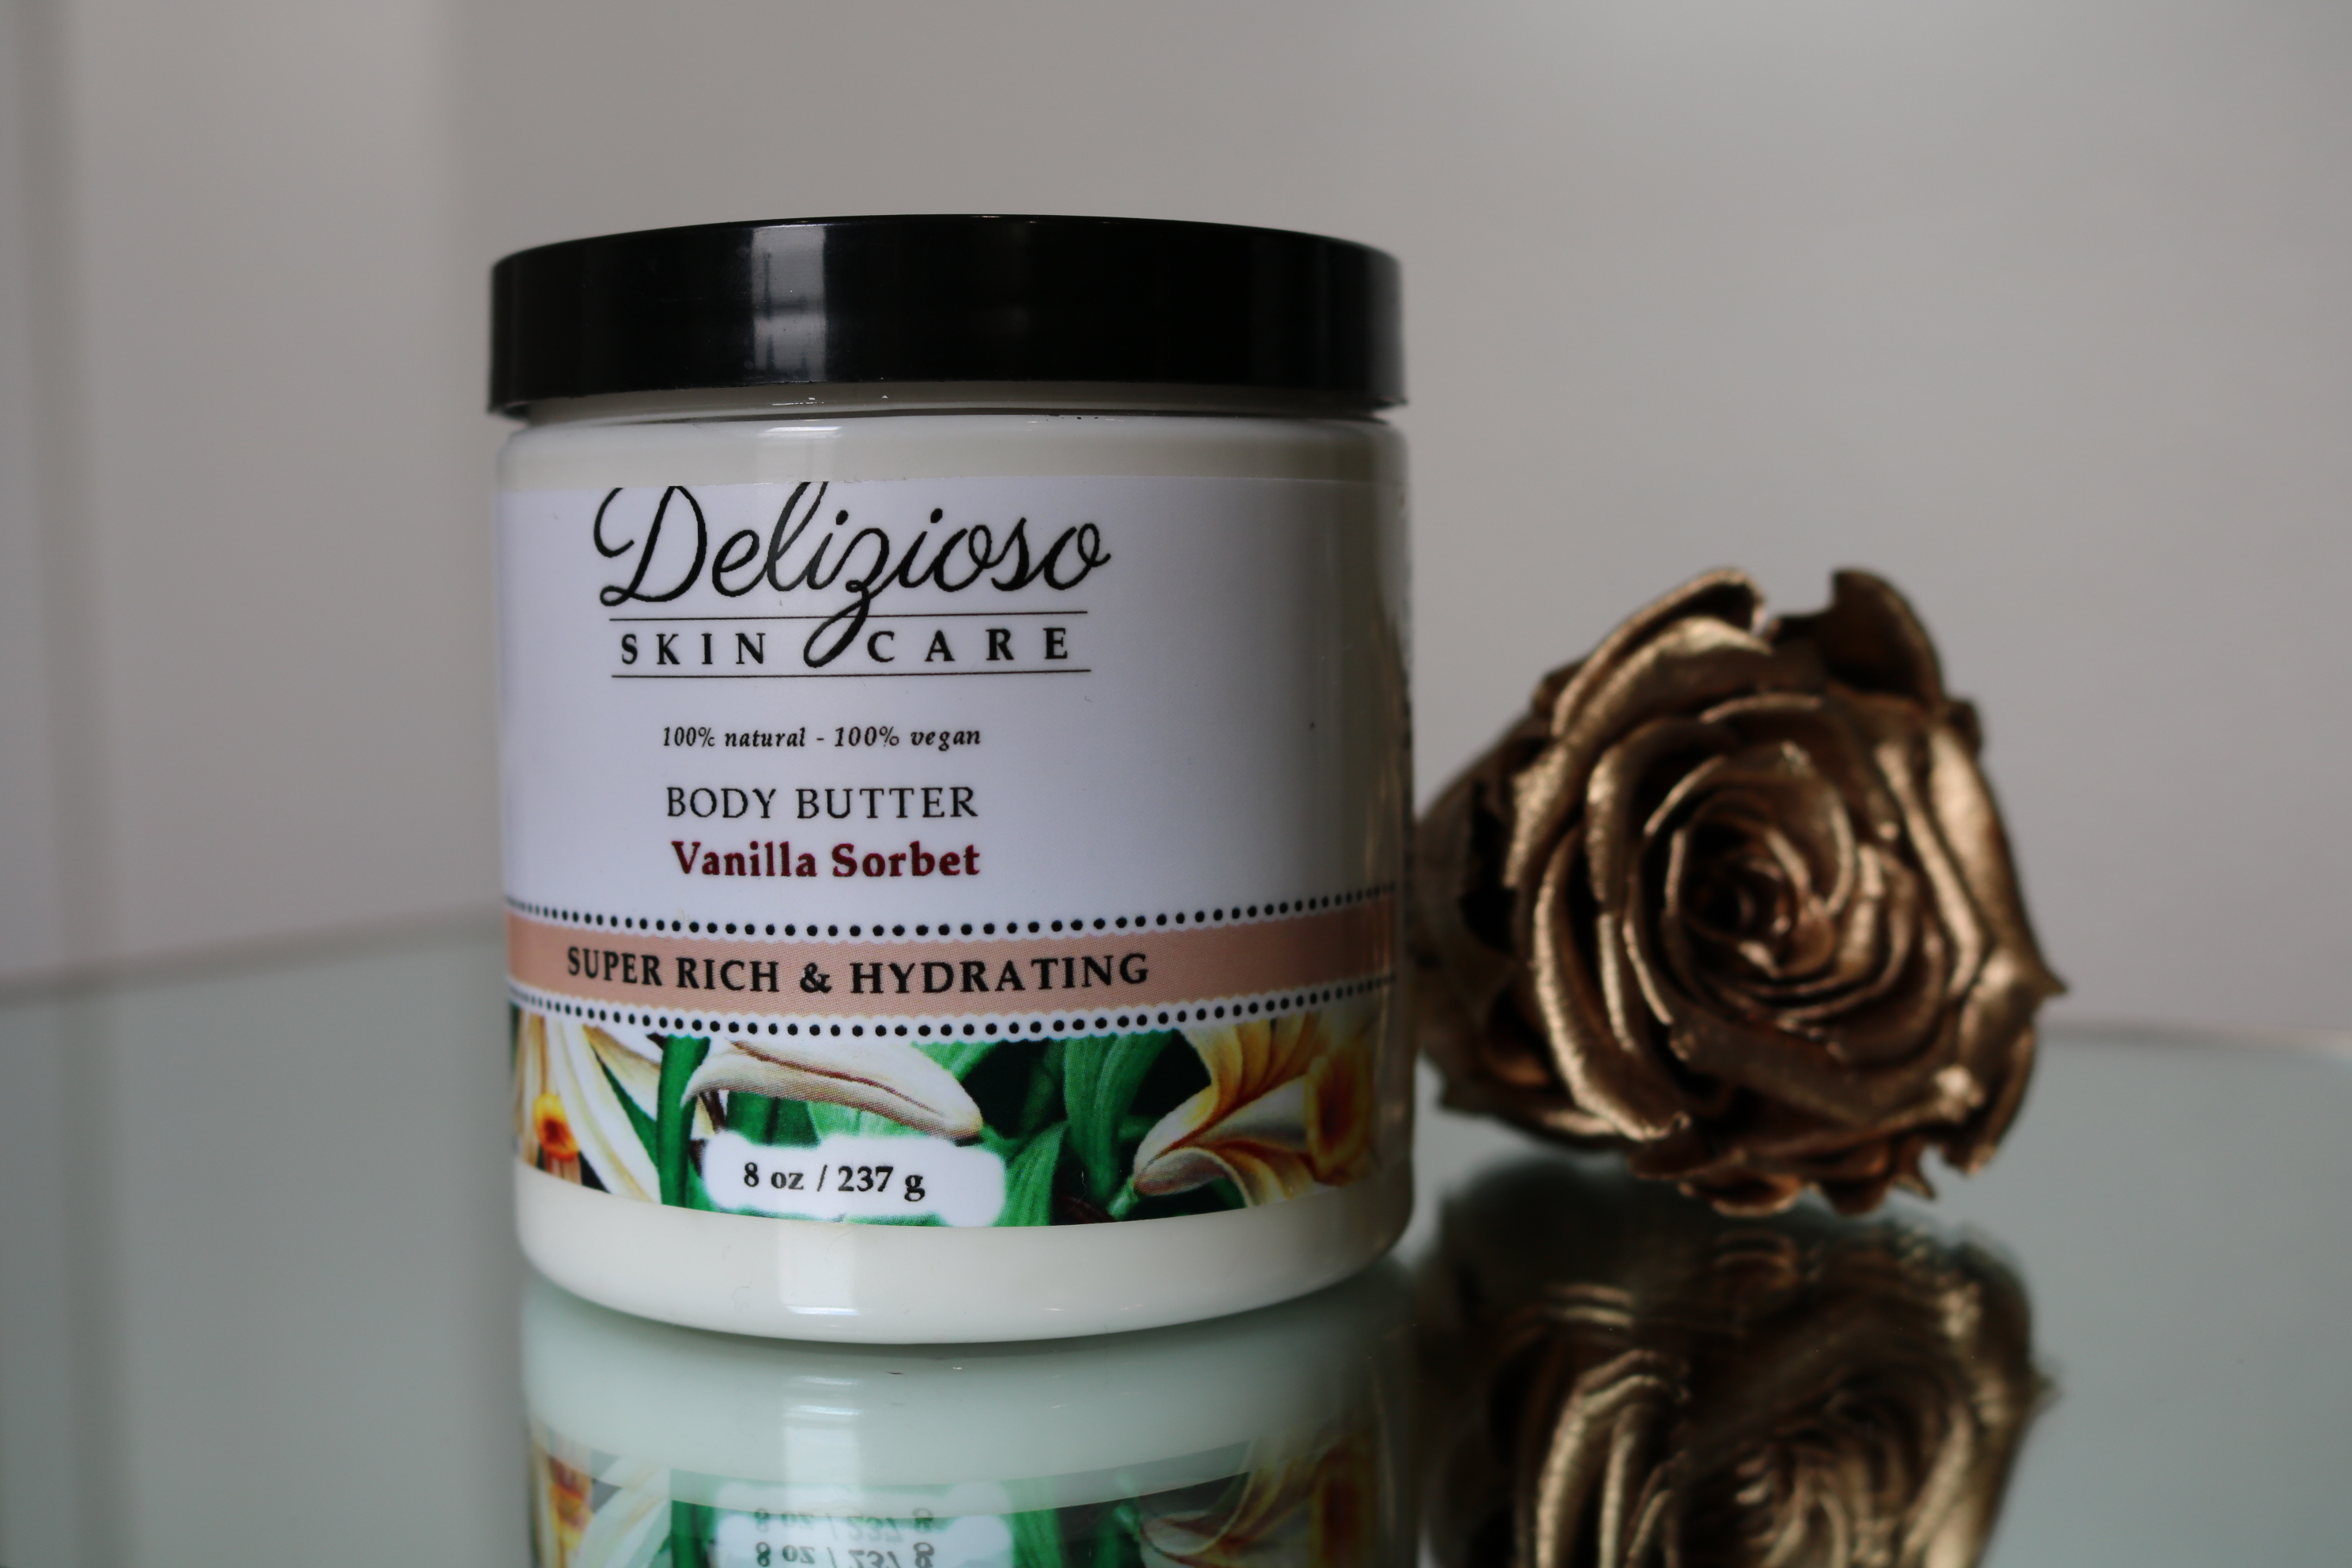 Delizioso
SKIN CARE
100% natural - 100% vegan
BODY BUTTER
Vanilla Sorbet
SUPER RICH & HYDRATING
8 oz / 237 g